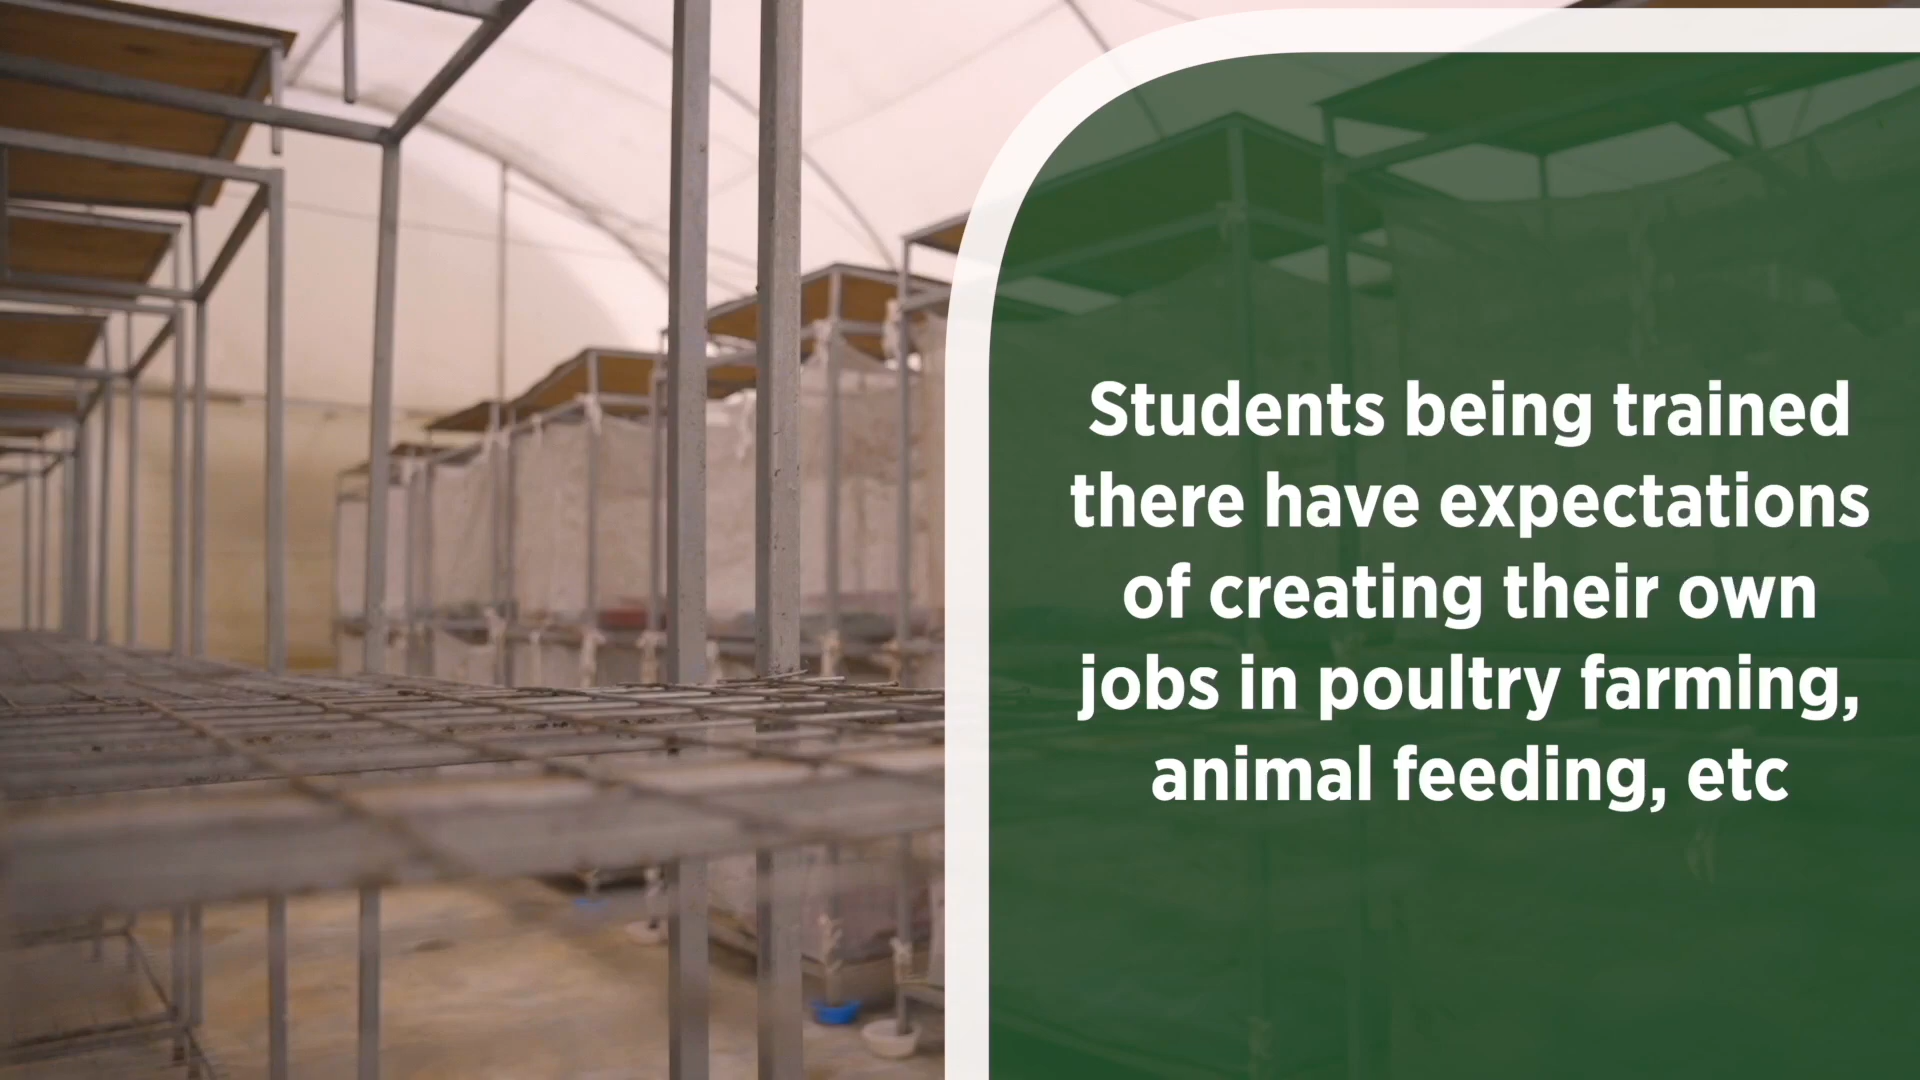 Students being trained
there have expectations
of creating their own
jobs in poultry farming,
animal feeding, etc